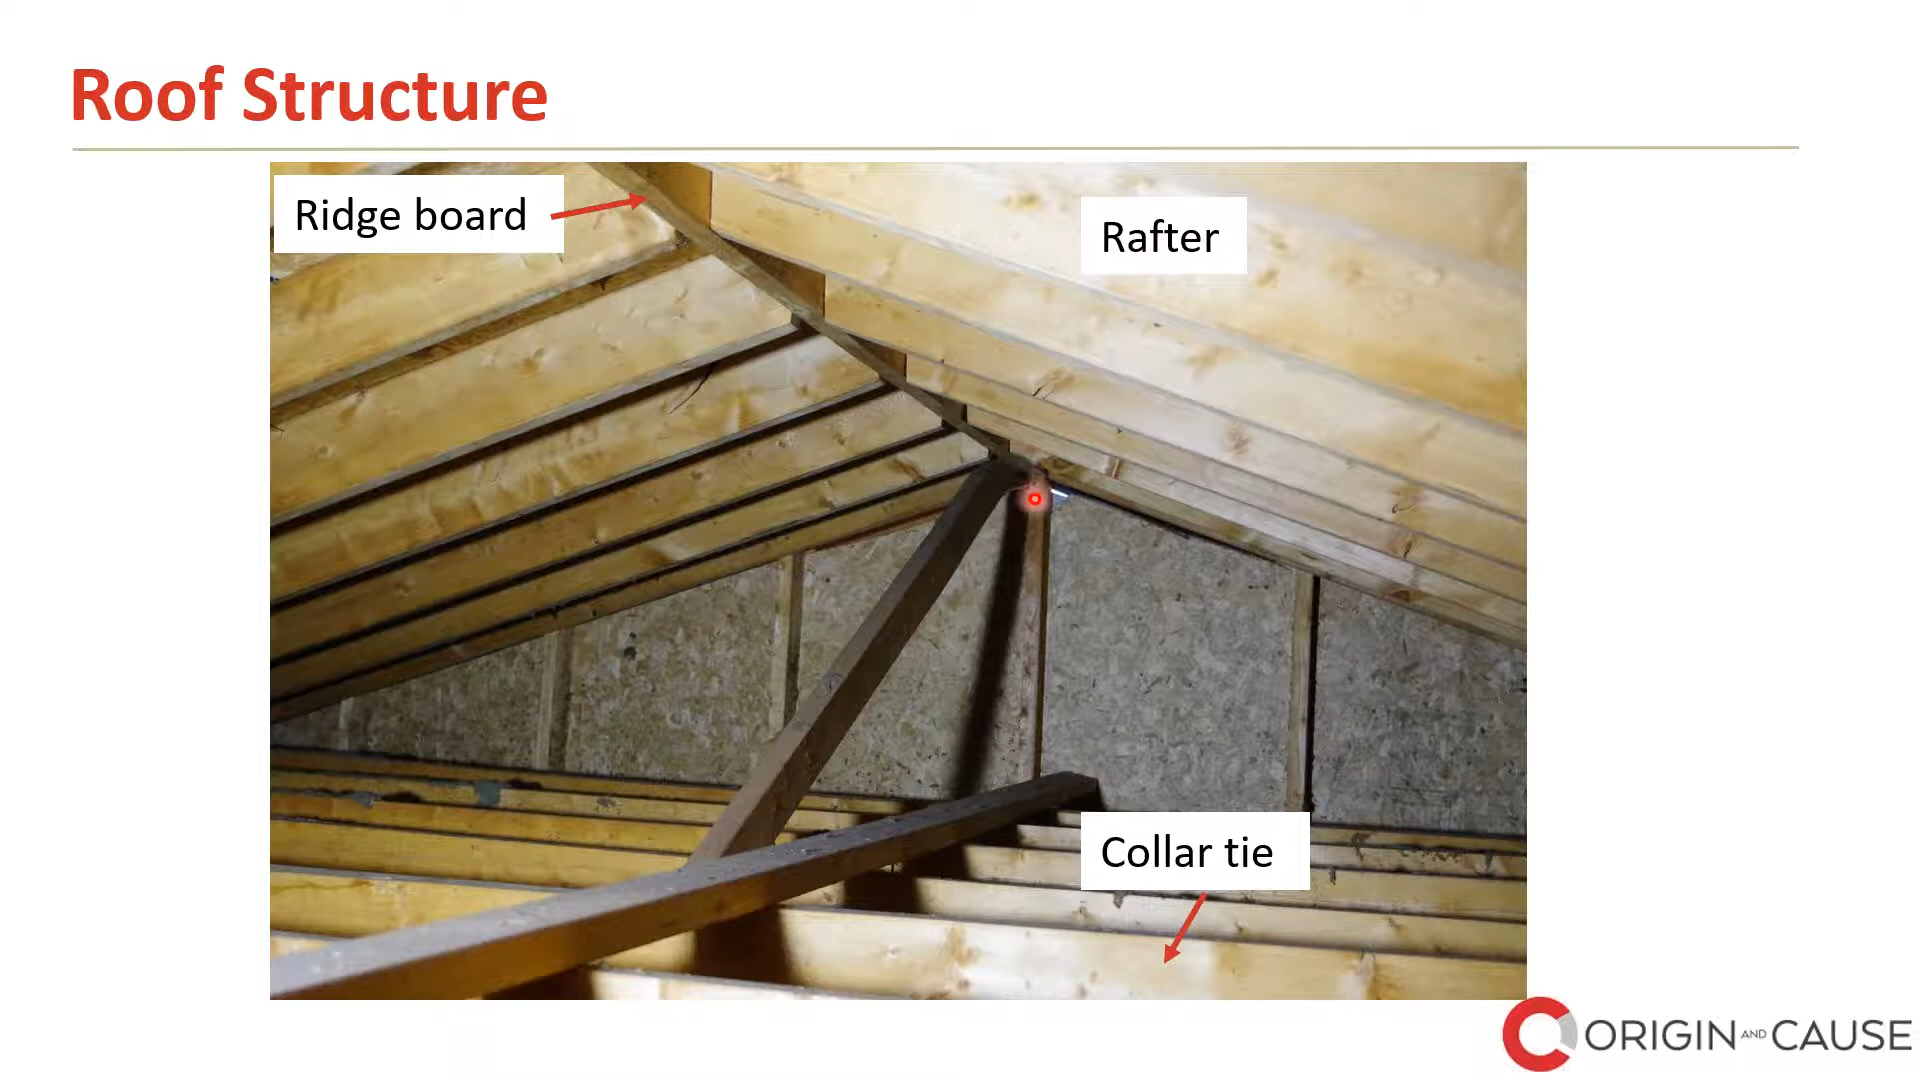 Roof Structure
Ridge board
Rafter
Collar tie
ORIGIN AND CAUSE